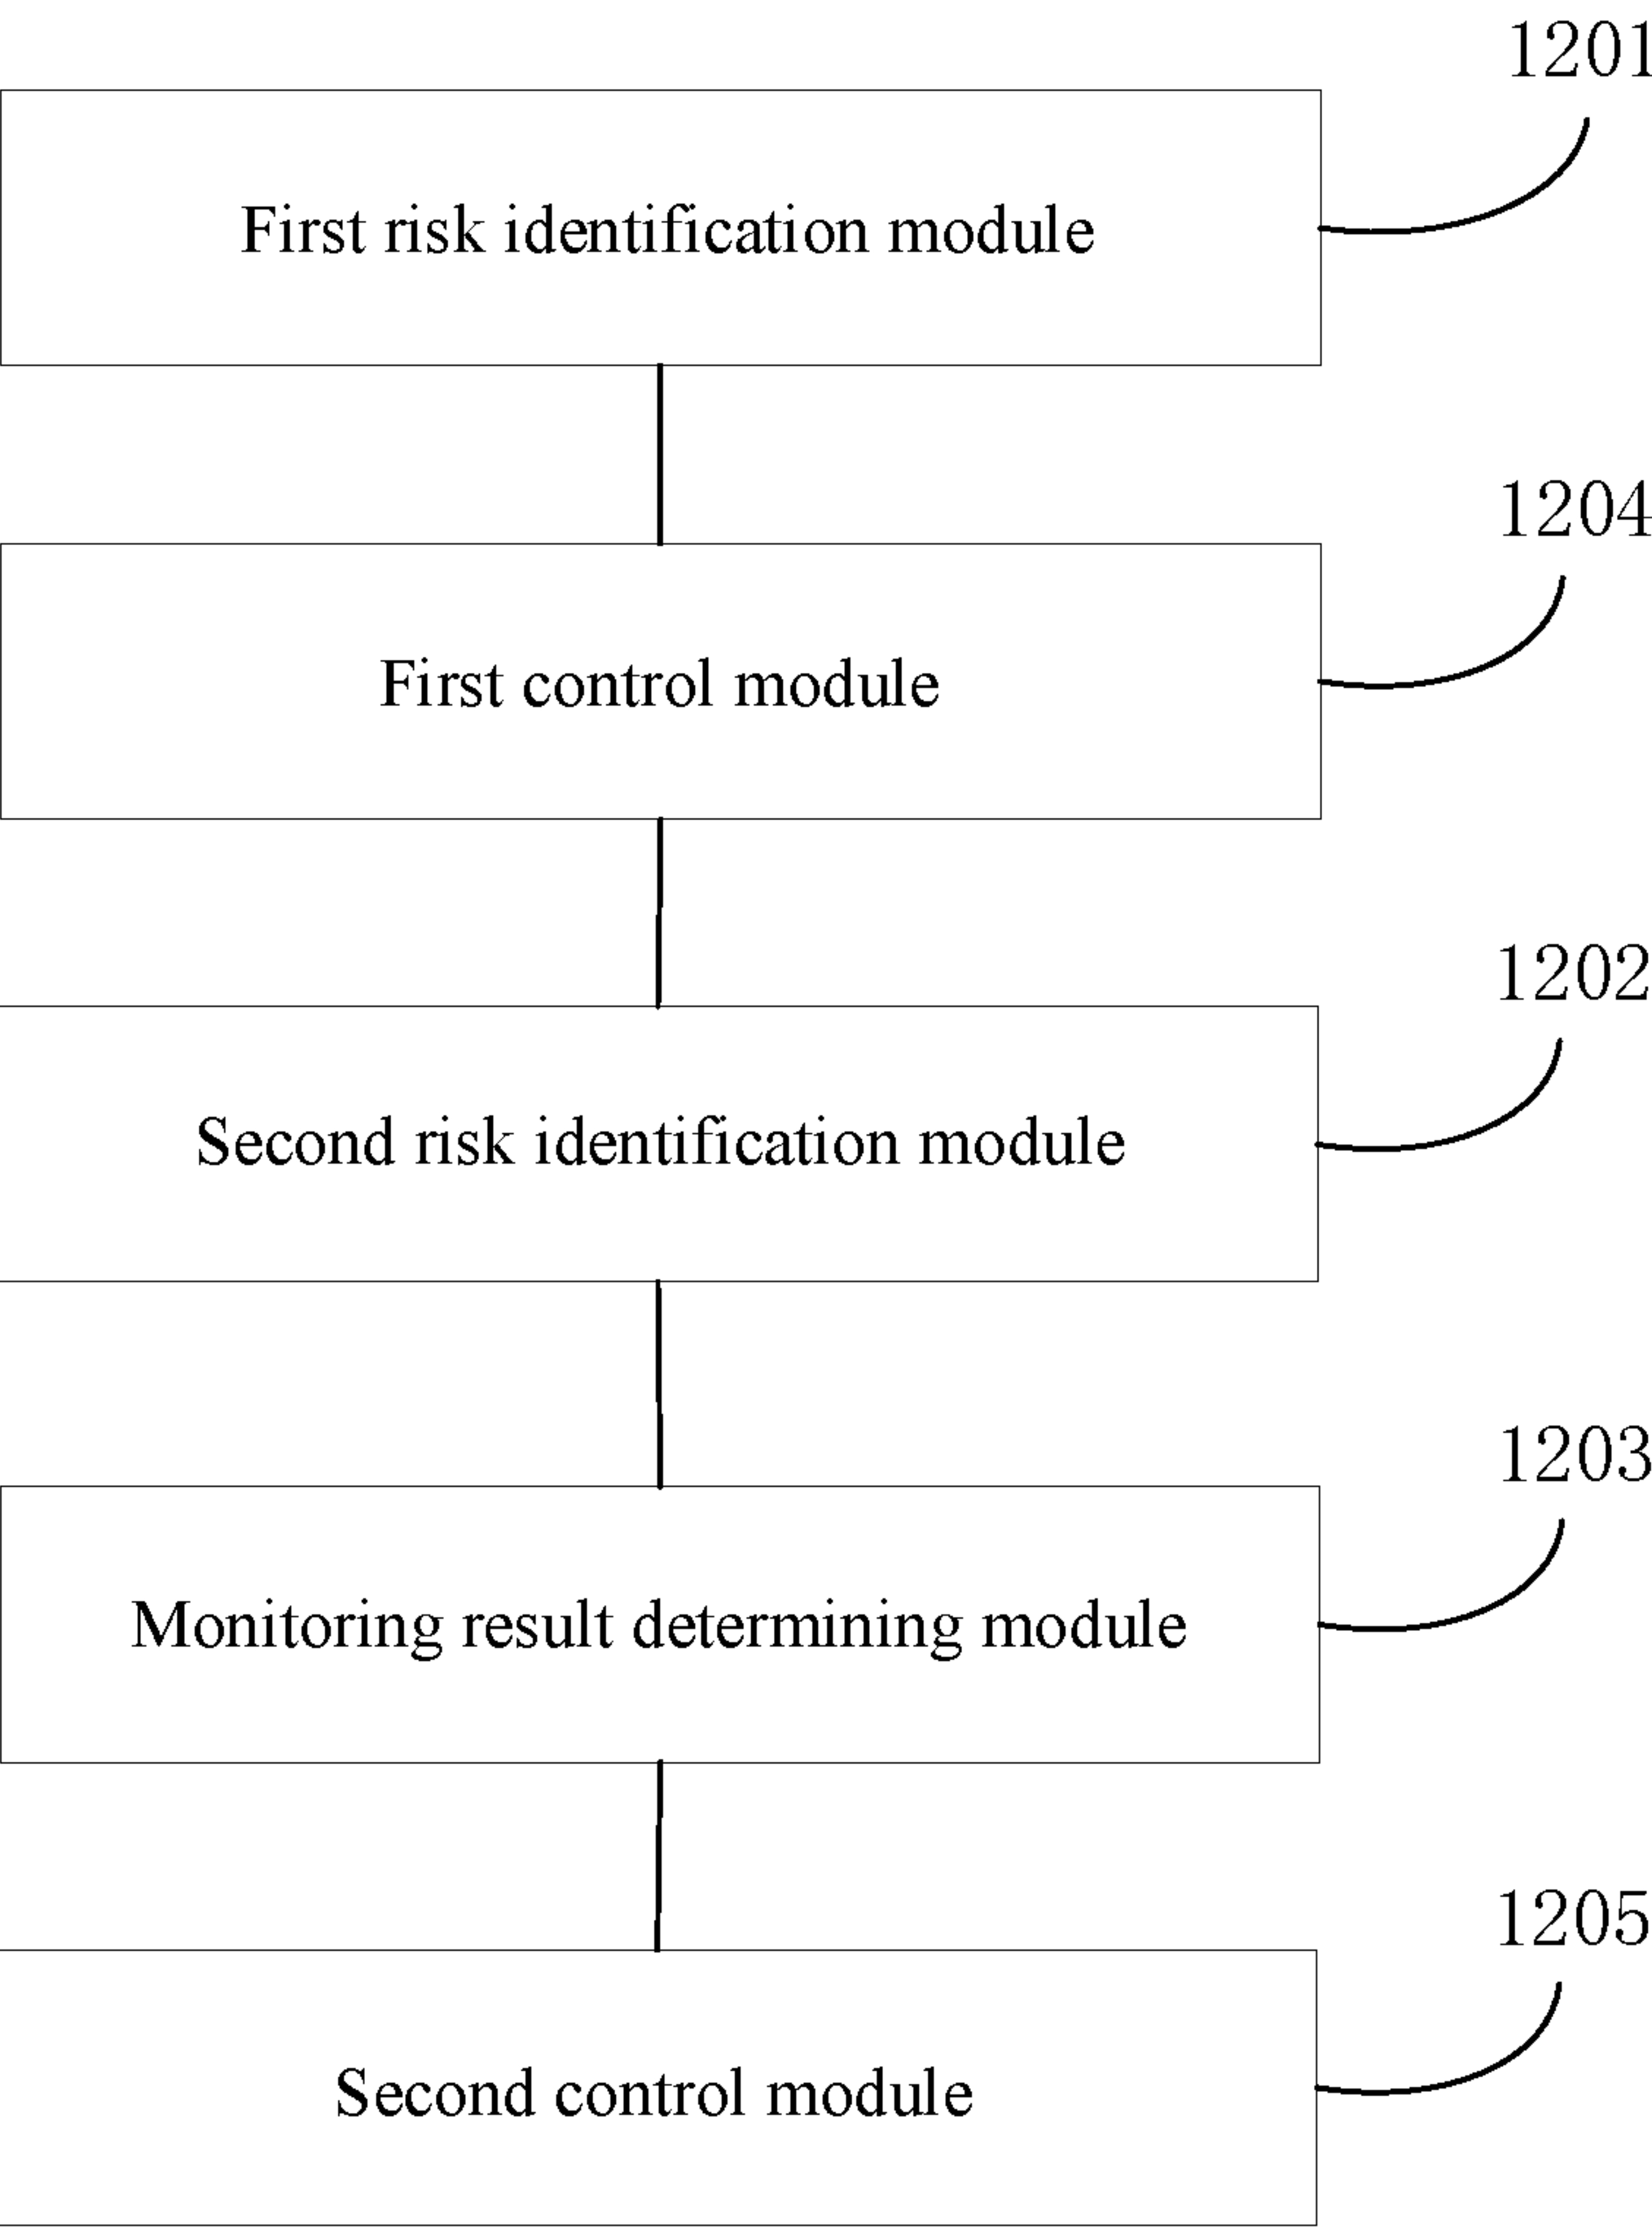 1201
First risk identification module
1204
First control module
1202
Second risk identification module
1203
Monitoring result determining module
1205
Second control module